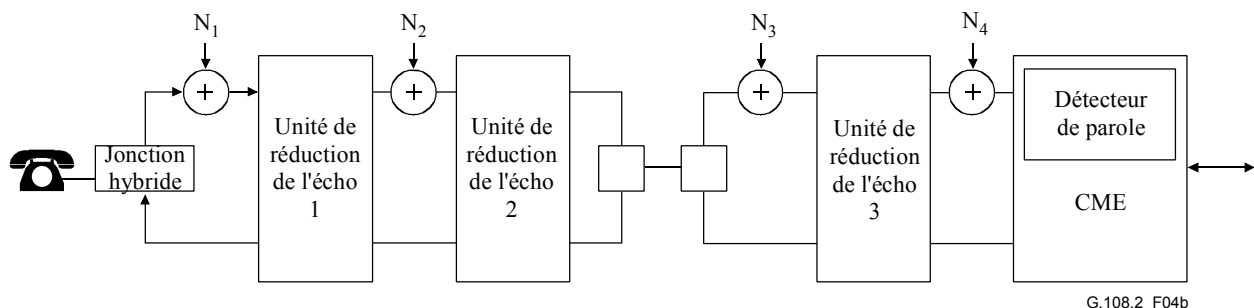 N1
N2
N3
N4
+
+
+
+
Jonction
hybride
Unité de
réduction
de l'écho
1
Unité de
réduction
de l'écho
2
Unité de
réduction
de l'écho
3
Détecteur
de parole
CME
G.108.2_F04b